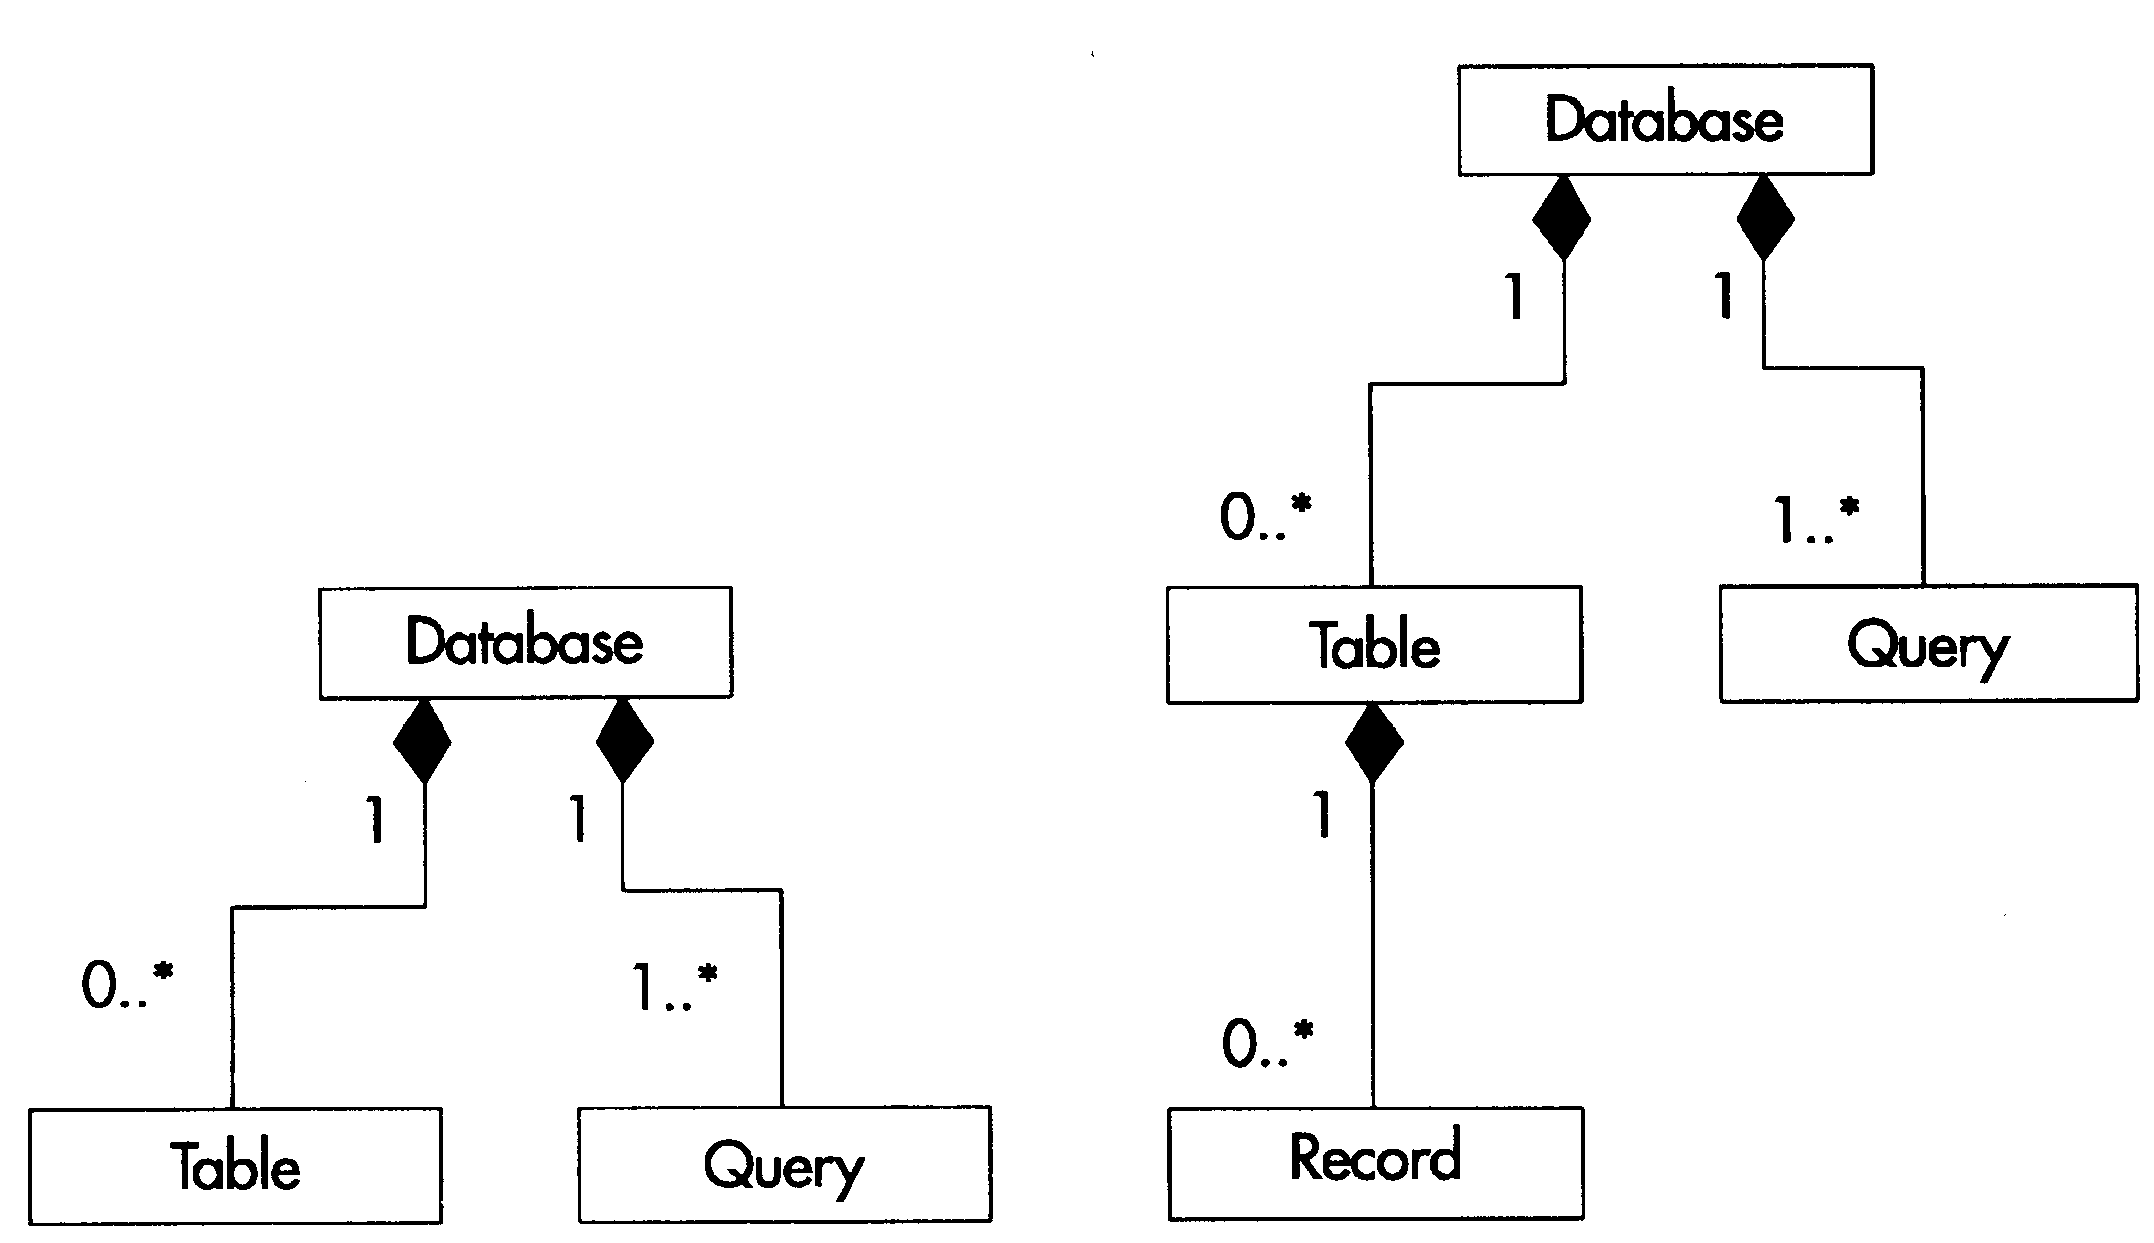 Database
1
1
0..*
1..*
Table
Query
Database
1
1
0..*
1..*
Table
Query
1
0..*
Record